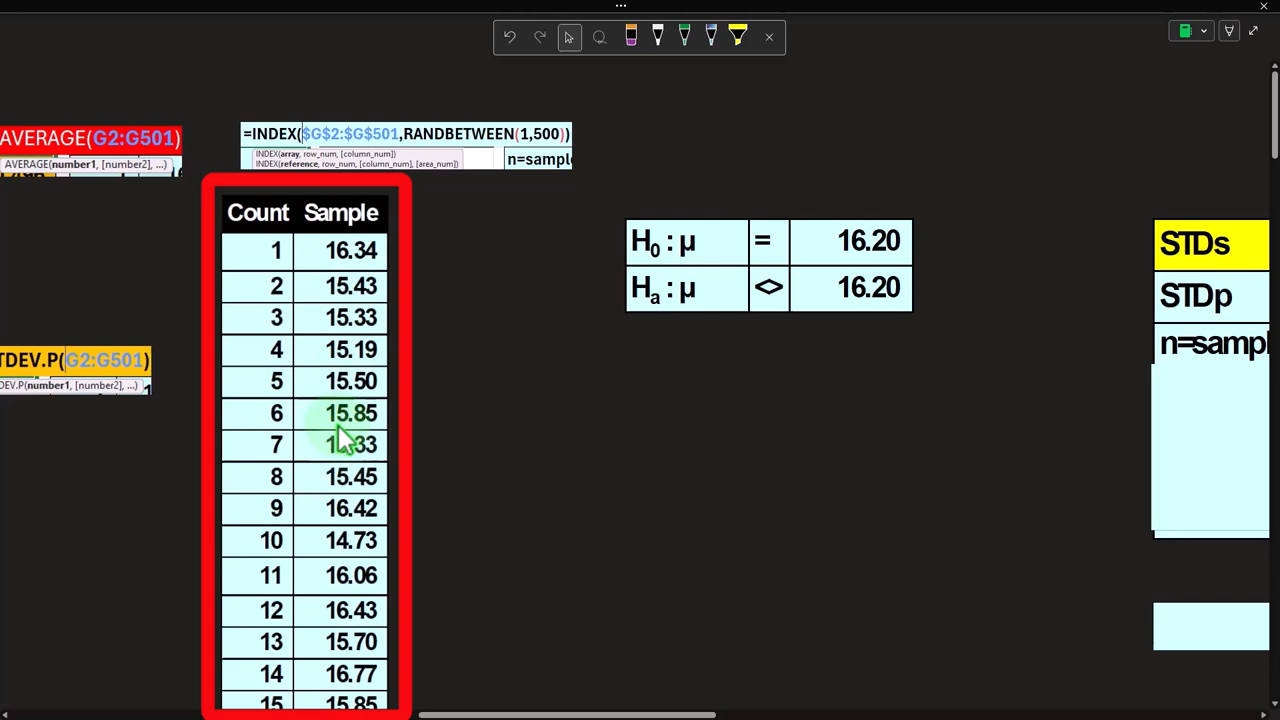 AVERAGE(G2:G501)
AVERAGE(number1, [number2], ...)
=INDEX($G$2:$G$501,RANDBETWEEN(1,500))
INDEX(array, row_num, [column_num])
INDEX(reference, row_num, [column_num], [area_num])
n=sampl
Count Sample
1 16.34
2 15.43
3 15.33
4 15.19
5 15.50
6 15.85
7 33
8 15.45
9 16.42
10 14.73
11 16.06
12 16.43
13 15.70
14 16.77
15 15.85
H0 : µ = 16.20
Ha : µ <> 16.20
TDEV.P(G2:G501)
DEV.P(number1, [number2], ...)
STDs
STDp
n=sampl